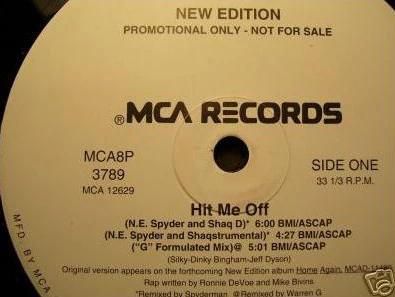 NEW EDITION
PROMOTIONAL ONLY - NOT FOR SALE
®MCA RECORDS
MCA8P
3789
MCA 12629
SIDE ONE
33 1/3 R.P.M.
Hit Me Off
(N.E. Spyder and Shaq D)* 6:00 BMI/ASCAP
(N.E. Spyder and Shaqstrumental)* 4:27 BMI/ASCAP
("G" Formulated Mix)@ 5:01 BMI/ASCAP
(Silky-Dinky Bingham-Jeff Dyson)
Original version appears on the forthcoming New Edition album Home Again, MCAD-11480
Rap written by Ronnie DeVoe and Mike Bivins
*Remixed by Spyderman @Remixed by Warren G
MFD. BY MCA